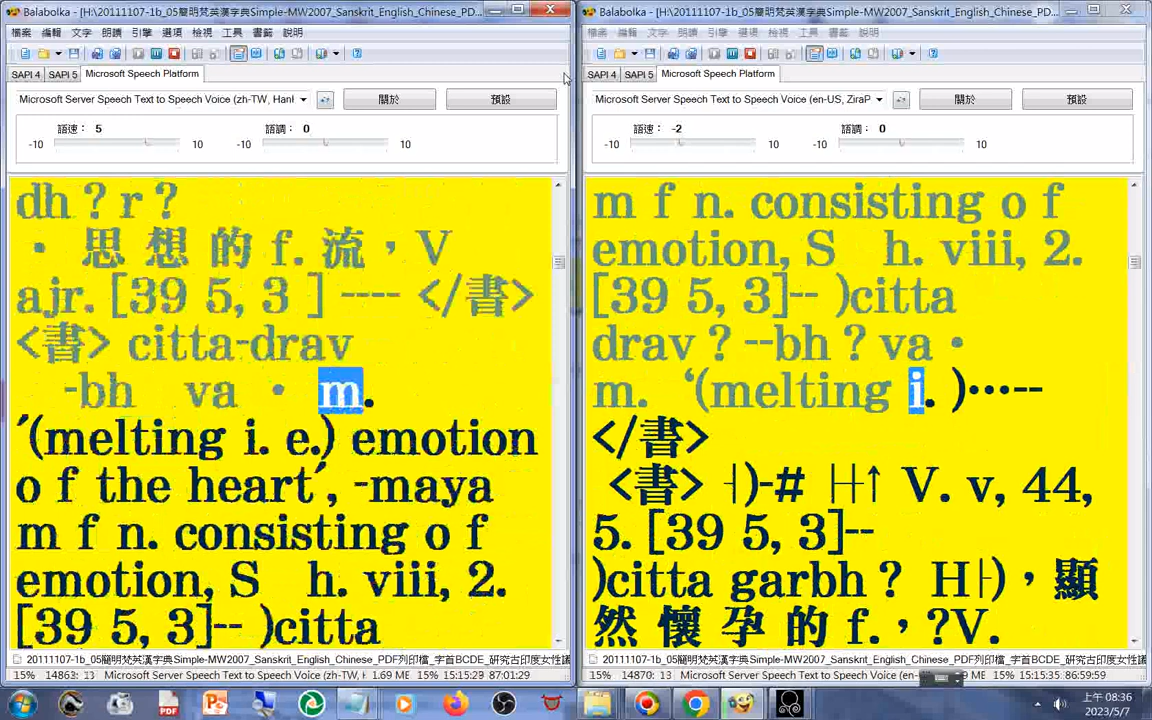 Balabolka - [H:\20111107-1b_05簡明梵英漢字典Simple-MW2007_Sanskrit_English_Chinese_PD...
檔案 編輯 文字 朗讀 引擎 選項 檢視 工具 書籤 說明
SAPI 4 SAPI 5 Microsoft Speech Platform
Microsoft Server Speech Text to Speech Voice (zh-TW, Hanl
關於
預設
語速： 5
語調： 0
-10 10 -10 10
dh ? r ?
· 思 想 的 f. 流，V
ajr. [39 5, 3 ] ---- </書>
<書> citta-drav
-bh va · m.
′(melting i. e.) emotion
o f the heart′, -maya
m f n. consisting o f
emotion, S h. viii, 2.
[39 5, 3]-- )citta
20111107-1b_05簡明梵英漢字典Simple-MW2007_Sanskrit_English_Chinese_PDF列印檔_字首BCDE_研究古印度女性議
15% 14863: 13 Microsoft Server Speech Text to Speech Voice (zh-TW, H 1.69 ME 15% 15:15:29 87:01:29
Balabolka - [H:\20111107-1b_05簡明梵英漢字典Simple-MW2007_Sanskrit_English_Chinese_PD...
檔案 編輯 文字 朗讀 引擎 選項 檢視 工具 書籤 說明
SAPI 4 SAPI 5 Microsoft Speech Platform
Microsoft Server Speech Text to Speech Voice (en-US, ZiraP
關於
預設
語速： -2
語調： 0
-10 10 -10 10
m f n. consisting o f
emotion, S h. viii, 2.
[39 5, 3]-- )citta
drav ? --bh ? va ·
m. ‘(melting i. )···--
</書>
<書> ┤)-# ├┼↑ V. v, 44,
5. [39 5, 3]--
)citta garbh ? H├)，顯
然 懷 孕 的 f.，?V.
20111107-1b_05簡明梵英漢字典Simple-MW2007_Sanskrit_English_Chinese_PDF列印檔_字首BCDE_研究古印度女性議
15% 14870: 13 Microsoft Server Speech Text to Speech Voice (en-US, ME 15% 15:15:35 86:59:59
上午 08:36
2023/5/7